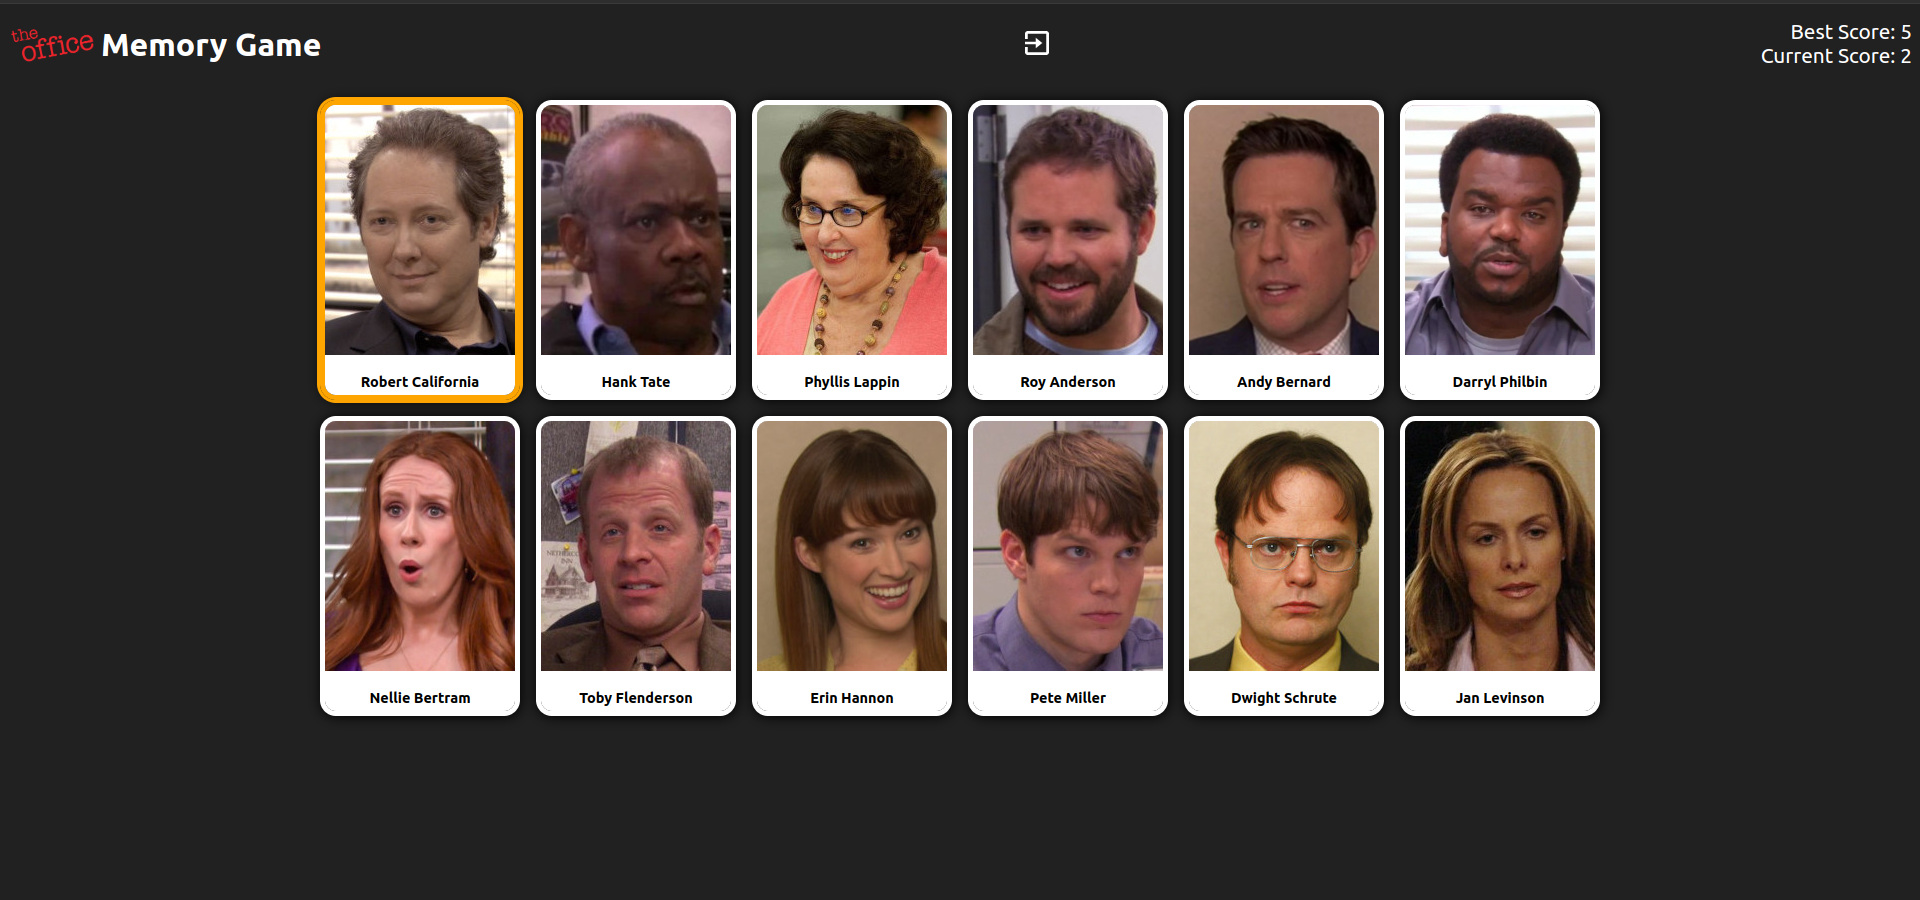 the office
Memory Game
Best Score: 5
Current Score: 2
Robert California
Hank Tate
Phyllis Lappin
Roy Anderson
Andy Bernard
Darryl Philbin
Nellie Bertram
Toby Flenderson
Erin Hannon
Pete Miller
Dwight Schrute
Jan Levinson